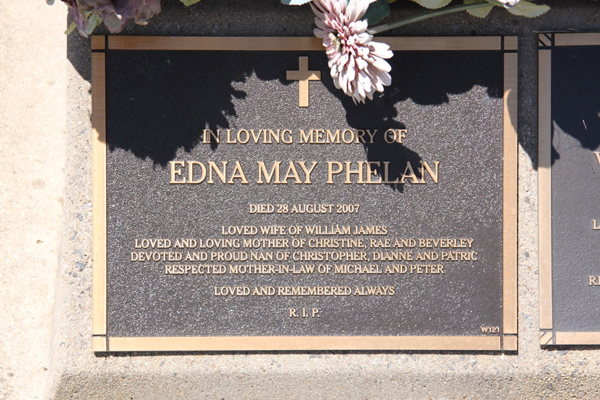 IN LOVING MEMORY OF
EDNA MAY PHELAN
DIED 28 AUGUST 2007
LOVED WIFE OF WILLIAM JAMES
LOVED AND LOVING MOTHER OF CHRISTINE, RAE AND BEVERLEY
DEVOTED AND PROUD NAN OF CHRISTOPHER, DIANNE AND PATRIC
RESPECTED MOTHER-IN-LAW OF MICHAEL AND PETER
LOVED AND REMEMBERED ALWAYS
R. I. P.
W321